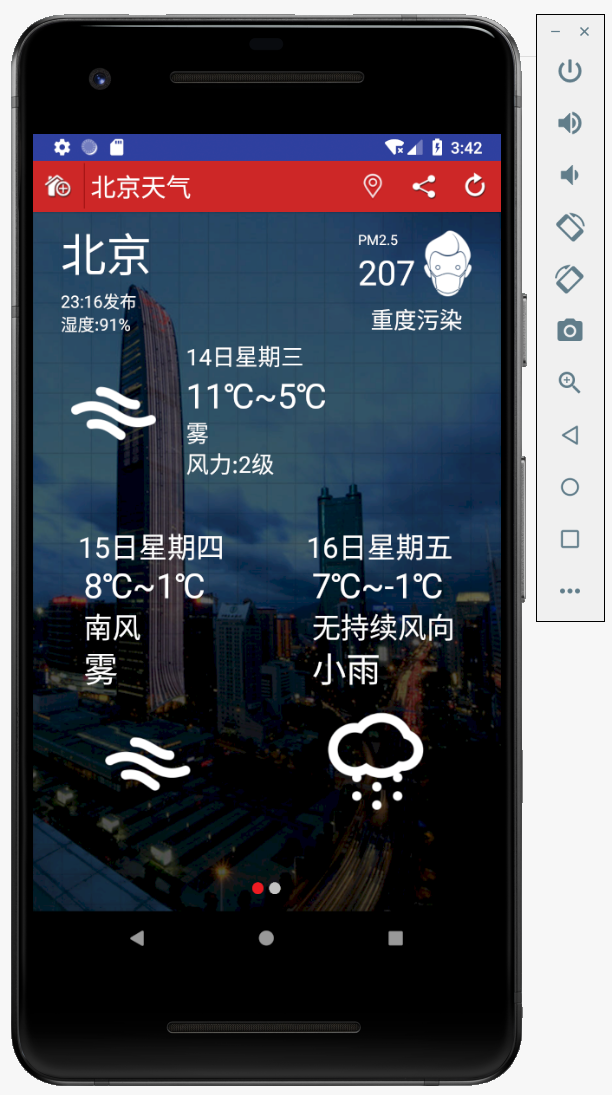 3:42
北京天气
北京
PM2.5
207
23:16发布
湿度:91%
重度污染
14日星期三
11℃~5℃
雾
风力:2级
15日星期四
8℃~1℃
南风
雾
16日星期五
7℃~-1℃
无持续风向
小雨